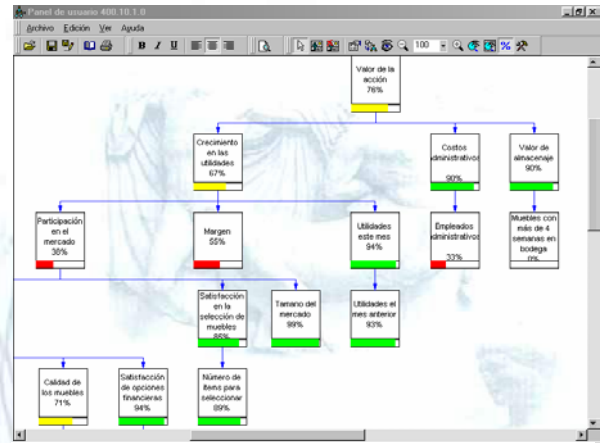 Panel de usuario 400.10.1.0
Archivo Edición Ver Ayuda
B I U 100 %
Valor de la
acción
76%
Crecimiento
en las
utilidades
67%
Costos
administrativos
90%
Valor de
almacenaje
90%
Participación
en el
mercado
38%
Margen
55%
Utilidades
este mes
94%
Empleados
administrativos
33%
Muebles con
más de 4
semanas en
bodega
0%
Satisfacción
en la
selección de
muebles
85%
Tamano del
mercado
99%
Utilidades el
mes anterior
93%
Calidad de
los muebles
71%
Satisfacción
de opciones
financieras
94%
Número de
items para
seleccionar
89%